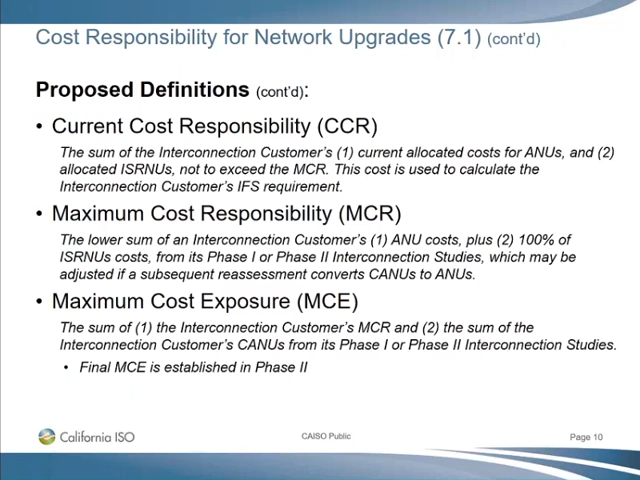 Cost Responsibility for Network Upgrades (7.1) (cont'd)
Proposed Definitions (cont'd):
• Current Cost Responsibility (CCR)
The sum of the Interconnection Customer's (1) current allocated costs for ANUs, and (2)
allocated ISRNUs, not to exceed the MCR. This cost is used to calculate the
Interconnection Customer's IFS requirement.
• Maximum Cost Responsibility (MCR)
The lower sum of an Interconnection Customer's (1) ANU costs, plus (2) 100% of
ISRNUs costs, from its Phase I or Phase II Interconnection Studies, which may be
adjusted if a subsequent reassessment converts CANUs to ANUs.
• Maximum Cost Exposure (MCE)
The sum of (1) the Interconnection Customer's MCR and (2) the sum of the
Interconnection Customer's CANUs from its Phase I or Phase II Interconnection Studies.
• Final MCE is established in Phase II
California ISO
CAISO Public
Page 10